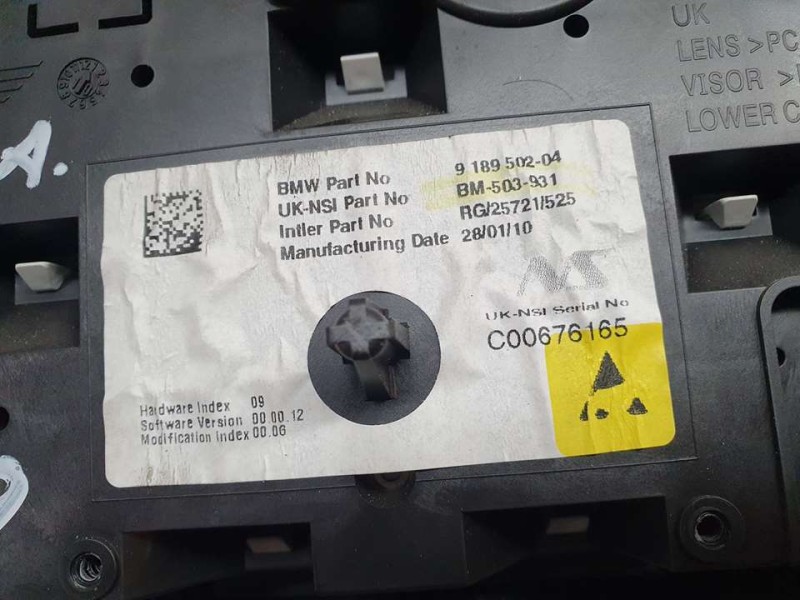 UK
LENS >PC
VISOR >
LOWER C
A.
BMW Part No 9 189 502-04
UK-NSI Part No BM-503-931
Intler Part No RG/25721/525
Manufacturing Date 28/01/10
NS
UK-NSI Serial No
C00676165
Hardware Index 09
Software Version 00.00.12
Modification Index 00.06